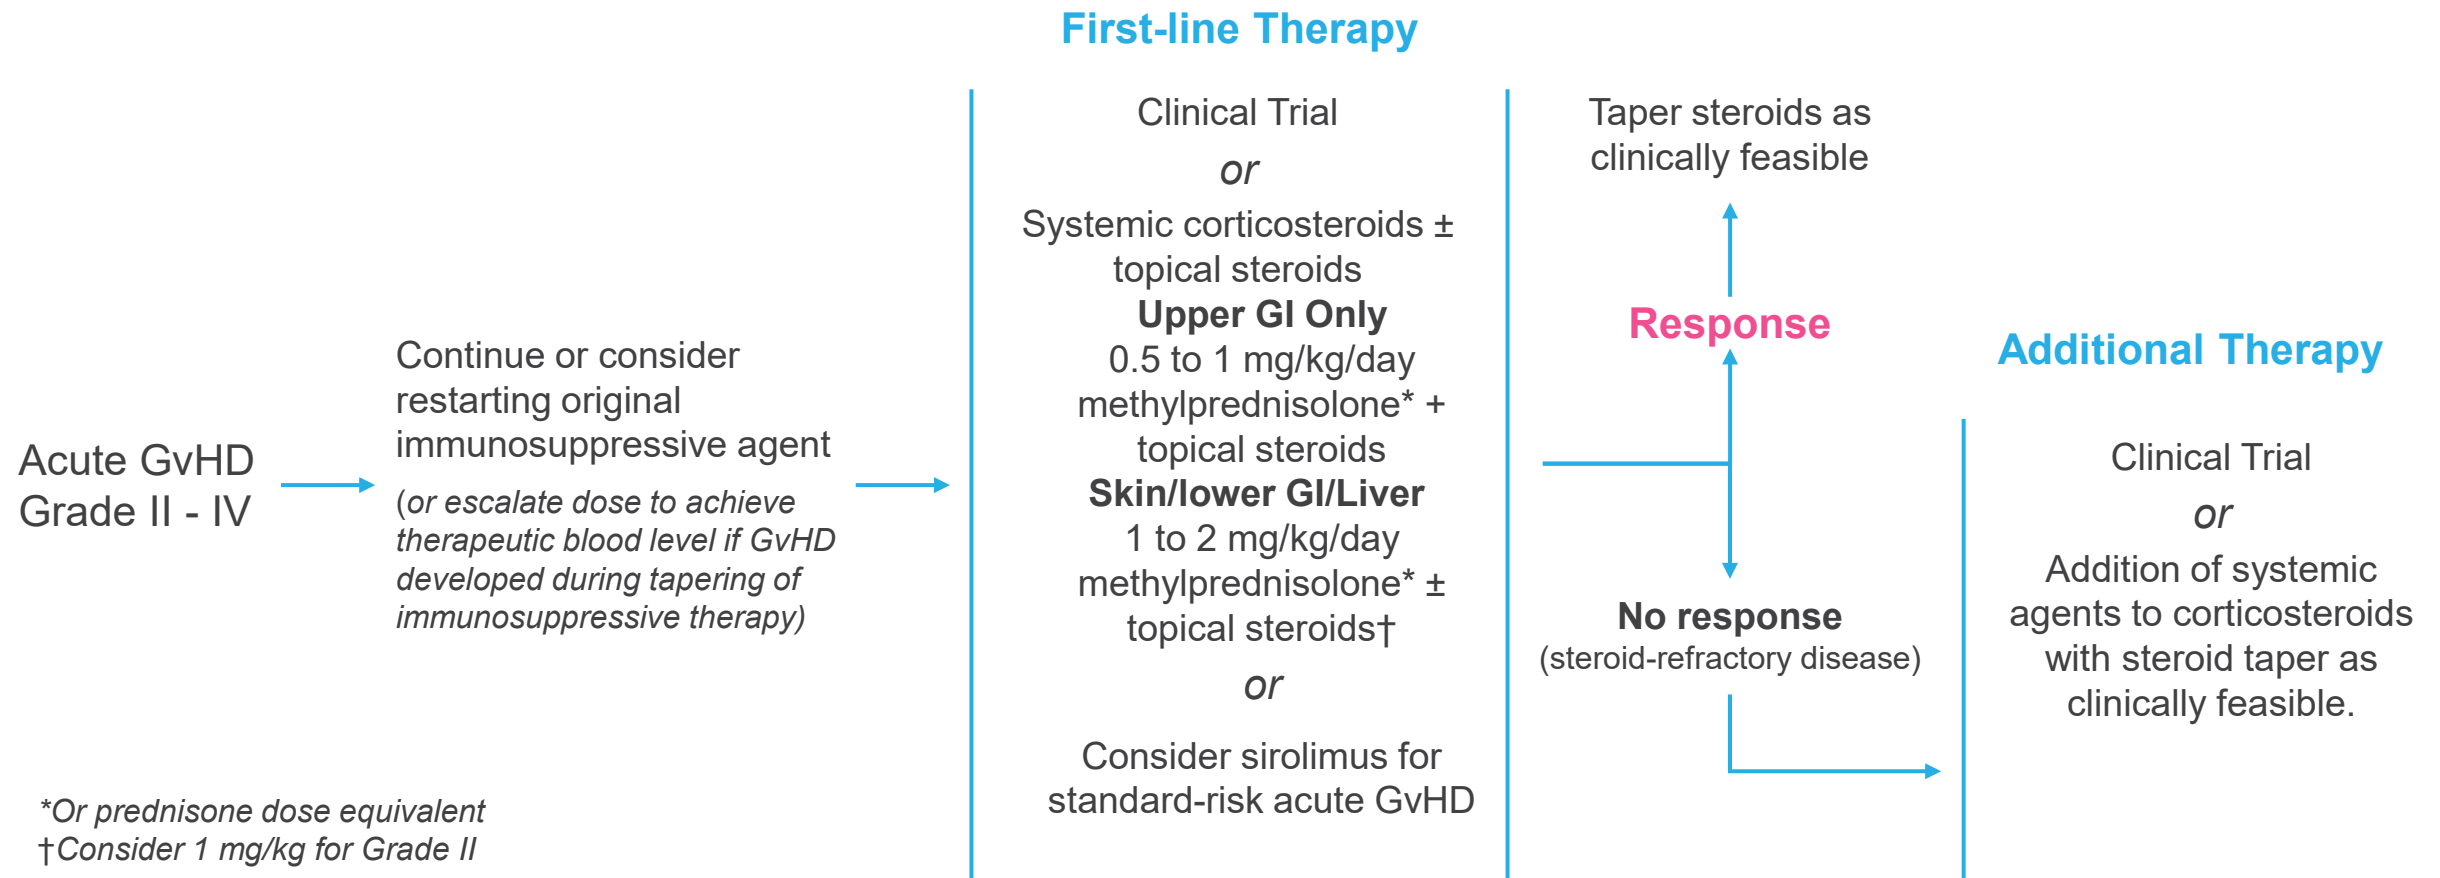 First-line Therapy
Acute GvHD
Grade II - IV
Continue or consider
restarting original
immunosuppressive agent
(or escalate dose to achieve
therapeutic blood level if GvHD
developed during tapering of
immunosuppressive therapy)
Clinical Trial
or
Systemic corticosteroids ±
topical steroids
Upper GI Only
0.5 to 1 mg/kg/day
methylprednisolone* +
topical steroids
Skin/lower GI/Liver
1 to 2 mg/kg/day
methylprednisolone* ±
topical steroids†
or
Consider sirolimus for
standard-risk acute GvHD
Taper steroids as
clinically feasible
Response
No response
(steroid-refractory disease)
Additional Therapy
Clinical Trial
or
Addition of systemic
agents to corticosteroids
with steroid taper as
clinically feasible.
*Or prednisone dose equivalent
†Consider 1 mg/kg for Grade II